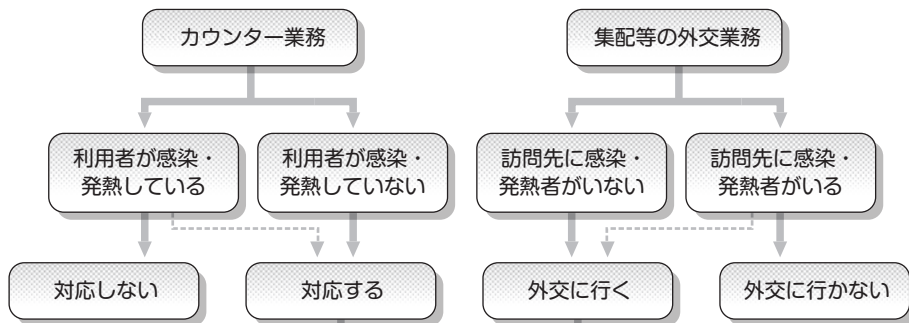 カウンター業務
集配等の外交業務
利用者が感染・
発熱している
利用者が感染・
発熱していない
訪問先に感染・
発熱者がいない
訪問先に感染・
発熱者がいる
対応しない
対応する
外交に行く
外交に行かない